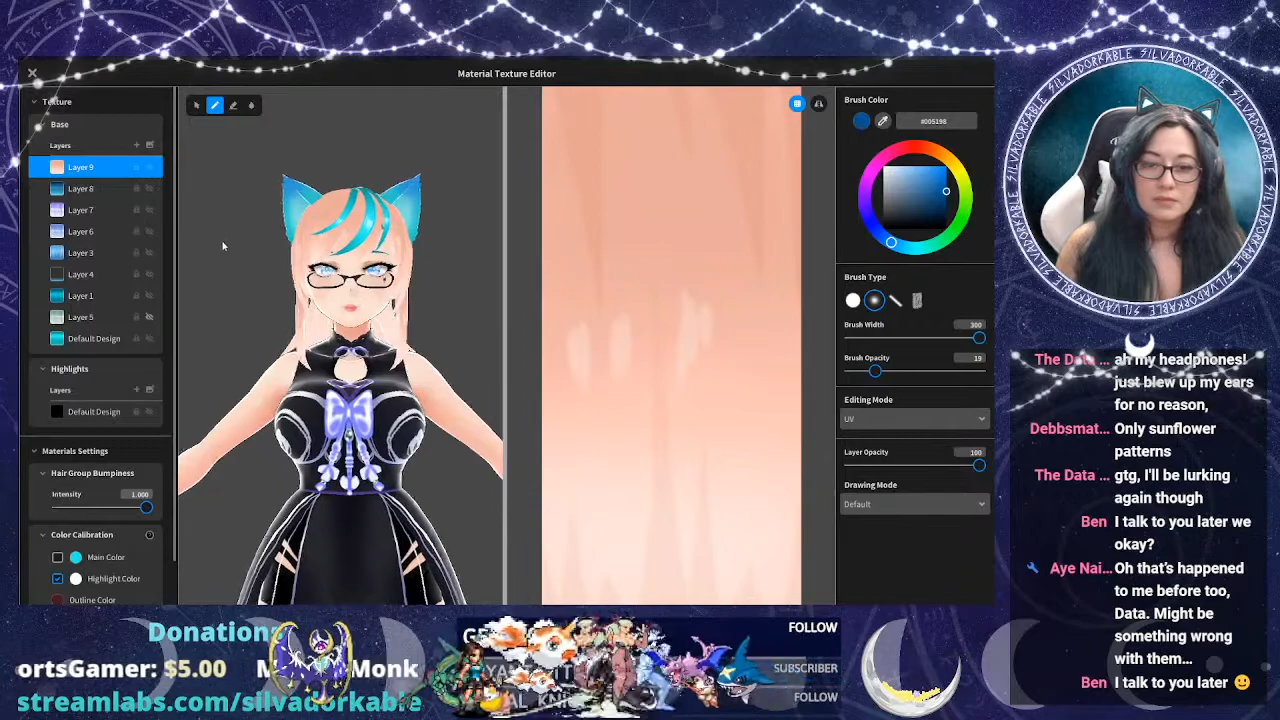 Material Texture Editor
Texture
Base
Layers
Layer 9
Layer 8
Layer 7
Layer 6
Layer 3
Layer 4
Layer 1
Layer 5
Default Design
Highlights
Layers
Default Design
Materials Settings
Hair Group Bumpiness
Intensity
1.000
Color Calibration
Main Color
Highlight Color
Outline Color
Brush Color
#005198
Brush Type
Brush Width
300
Brush Opacity
19
Editing Mode
UV
Layer Opacity
100
Drawing Mode
Default
SILVADORKABLE SILVADORKABLE SILVADORKABLE
The Da... ah my headphones!
just blew up my ears
for no reason,
Debbsmat... Only sunflower
patterns
The Data ... gtg, I'll be lurking
again though
Ben I talk to you later we
okay?
Aye Nai... Oh that's happened
to me before too,
Data. Might be
something wrong
with them...
Ben I talk to you later 🙂
Donation:
ortsGamer: $5.00 Monk
streamlabs.com/silvadorkable
FOLLOW
SUBSCRIBER
FOLLOW